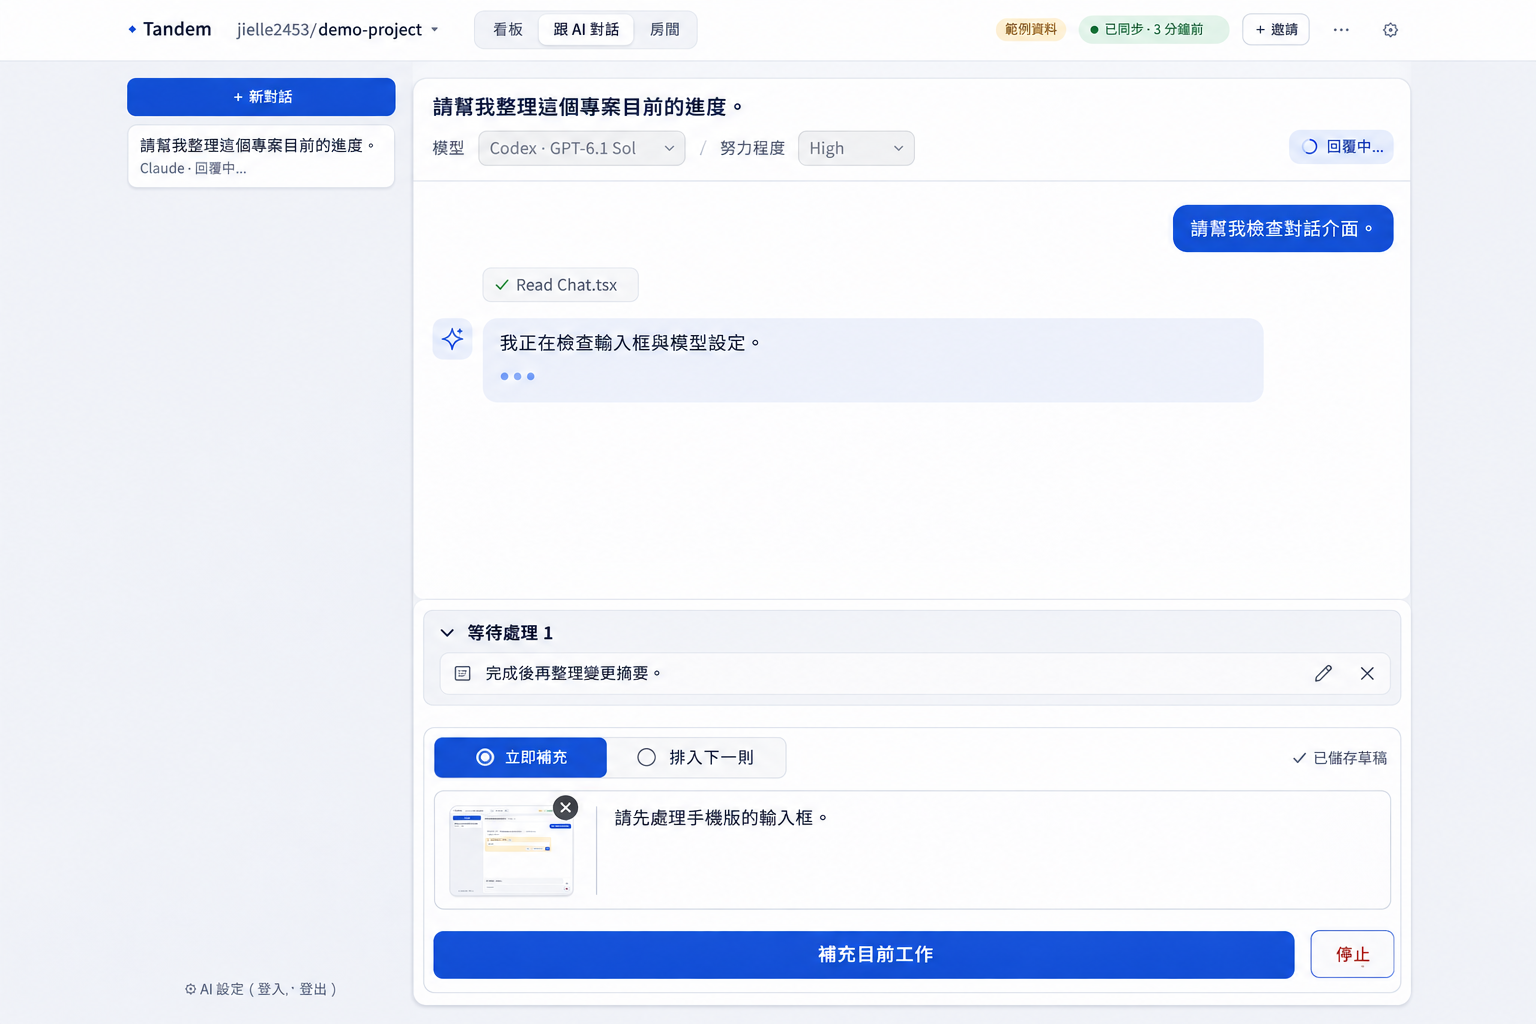 Tandem
jielle2453/demo-project
看板
跟 AI 對話
房間
範例資料
已同步 · 3 分鐘前
+ 邀請
+ 新對話
請幫我整理這個專案目前的進度。
Claude · 回覆中...
請幫我整理這個專案目前的進度。
模型
Codex · GPT-6.1 Sol
/
努力程度
High
回覆中...
請幫我檢查對話介面。
Read Chat.tsx
我正在檢查輸入框與模型設定。
等待處理 1
完成後再整理變更摘要。
立即補充
排入下一則
已儲存草稿
請先處理手機版的輸入框。
補充目前工作
停止
AI 設定 ( 登入, · 登出 )